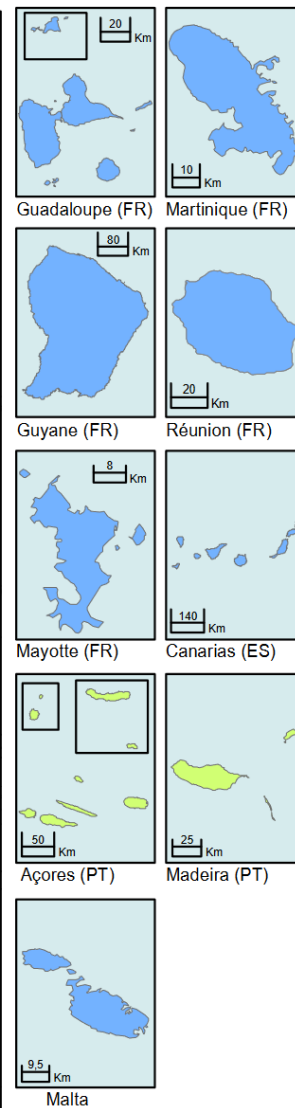 20
Km
Guadaloupe (FR)
10
Km
Martinique (FR)
80
Km
Guyane (FR)
20
Km
Réunion (FR)
8
Km
Mayotte (FR)
140
Km
Canarias (ES)
50
Km
Açores (PT)
25
Km
Madeira (PT)
9,5
Km
Malta